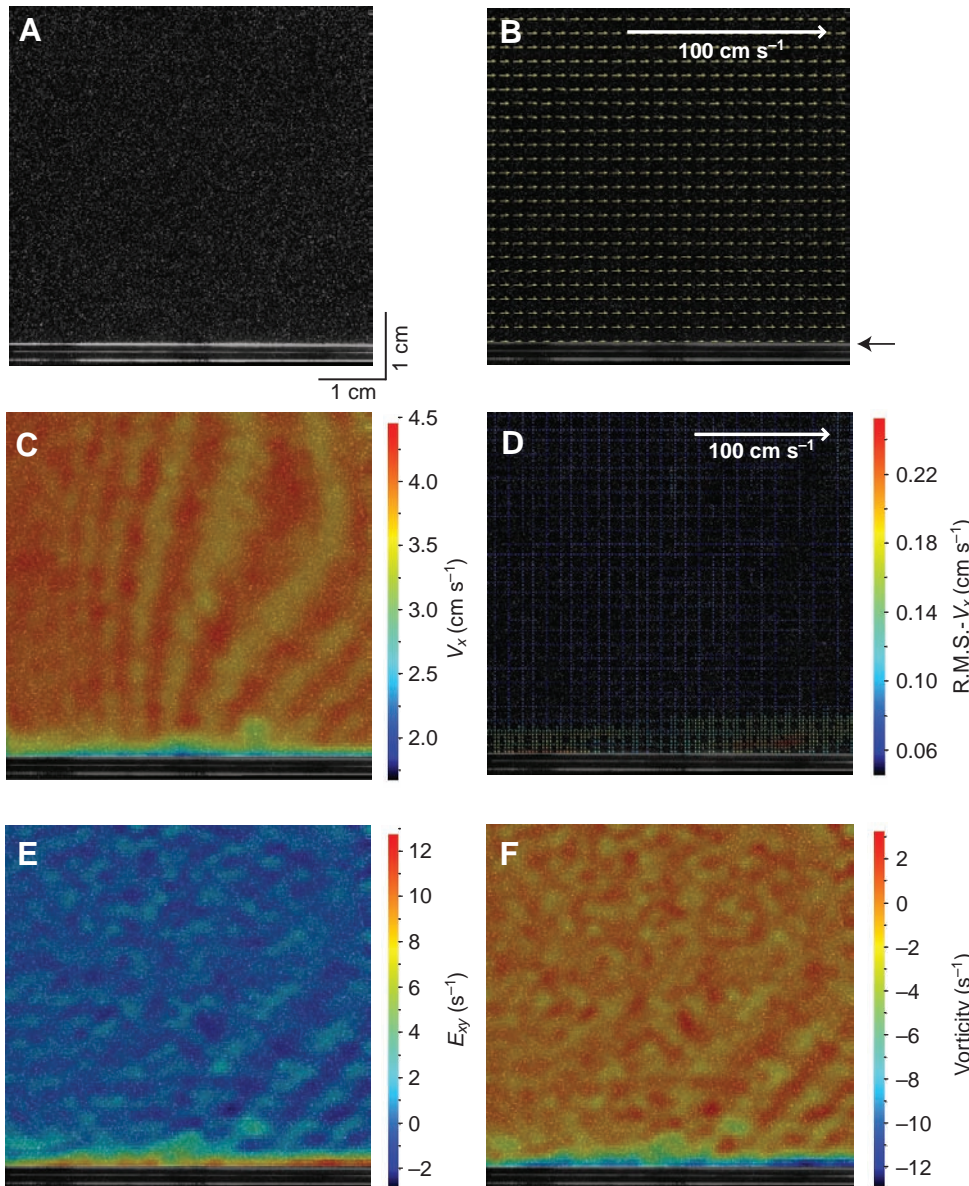 A
B
100 cm s⁻¹
1 cm
1 cm
C
4.5
4.0
3.5
3.0
2.5
2.0
Vx (cm s⁻¹)
D
100 cm s⁻¹
0.22
0.18
0.14
0.10
0.06
R.M.S.-Vx (cm s⁻¹)
E
12
10
8
6
4
2
0
–2
Exy (s⁻¹)
F
2
0
–2
–4
–6
–8
–10
–12
Vorticity (s⁻¹)